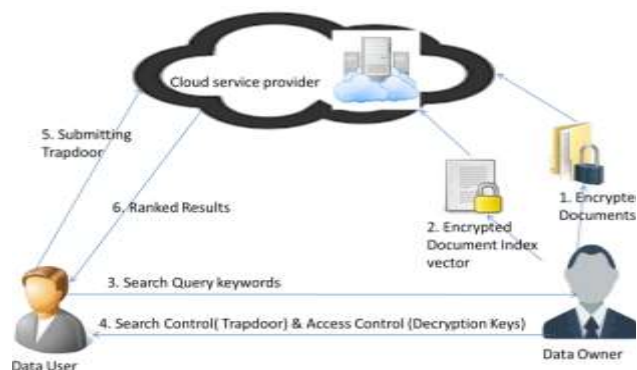 Cloud service provider
5. Submitting
Trapdoor
1. Encrypted
Documents
6. Ranked Results
2. Encrypted
Document Index
vector
3. Search Query keywords
4. Search Control( Trapdoor) & Access Control (Decryption Keys)
Data User
Data Owner